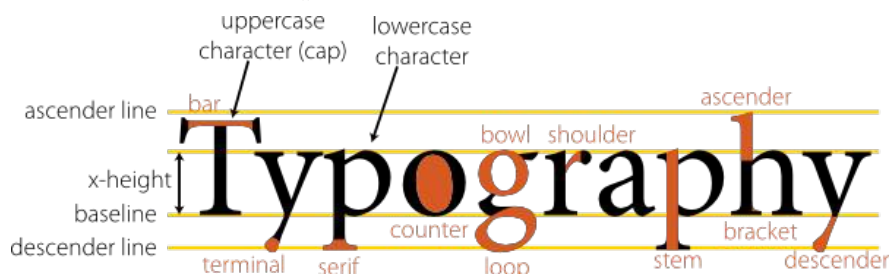 uppercase
character (cap)
lowercase
character
ascender line
bar
ascender
bowl
shoulder
x-height
Typography
baseline
counter
bracket
descender line
terminal
serif
loop
stem
descender